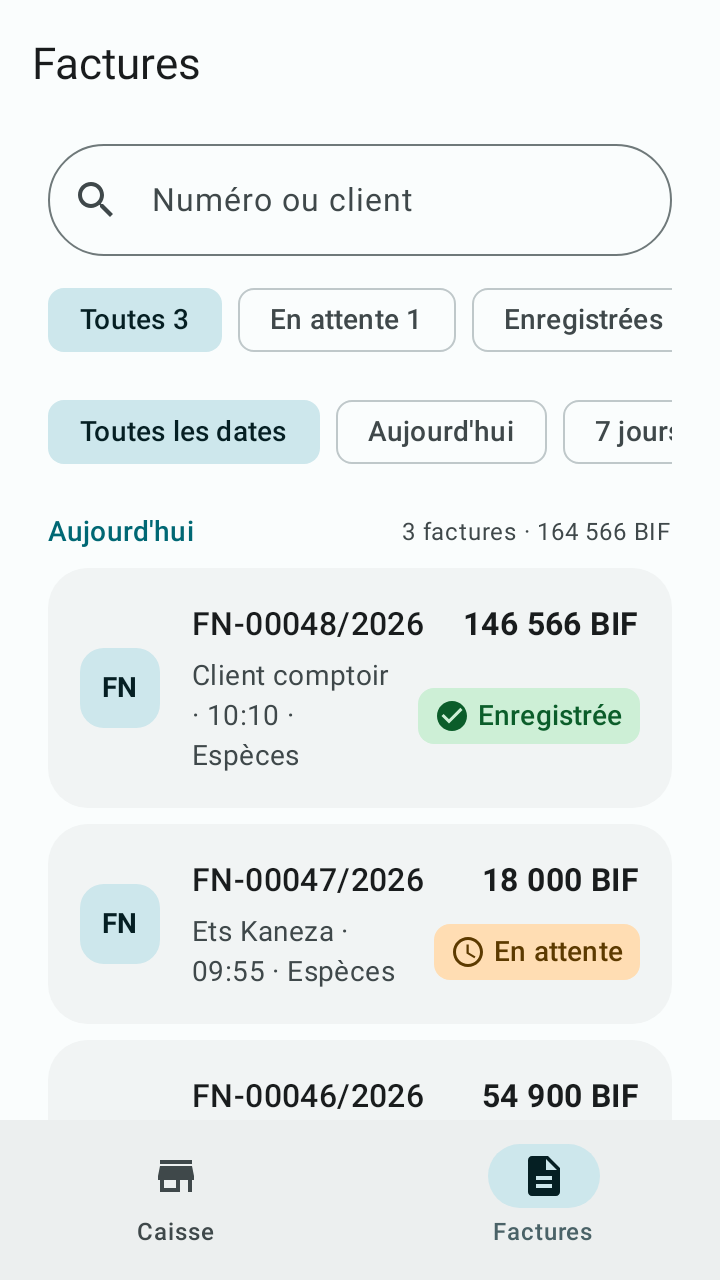 Factures
Numéro ou client
Toutes 3
En attente 1
Enregistrées
Toutes les dates
Aujourd'hui
7 jours
Aujourd'hui
3 factures · 164 566 BIF
FN-00048/2026
146 566 BIF
FN
Client comptoir
· 10:10 ·
Espèces
Enregistrée
FN-00047/2026
18 000 BIF
FN
Ets Kaneza ·
09:55 · Espèces
En attente
FN-00046/2026
54 900 BIF
Caisse
Factures